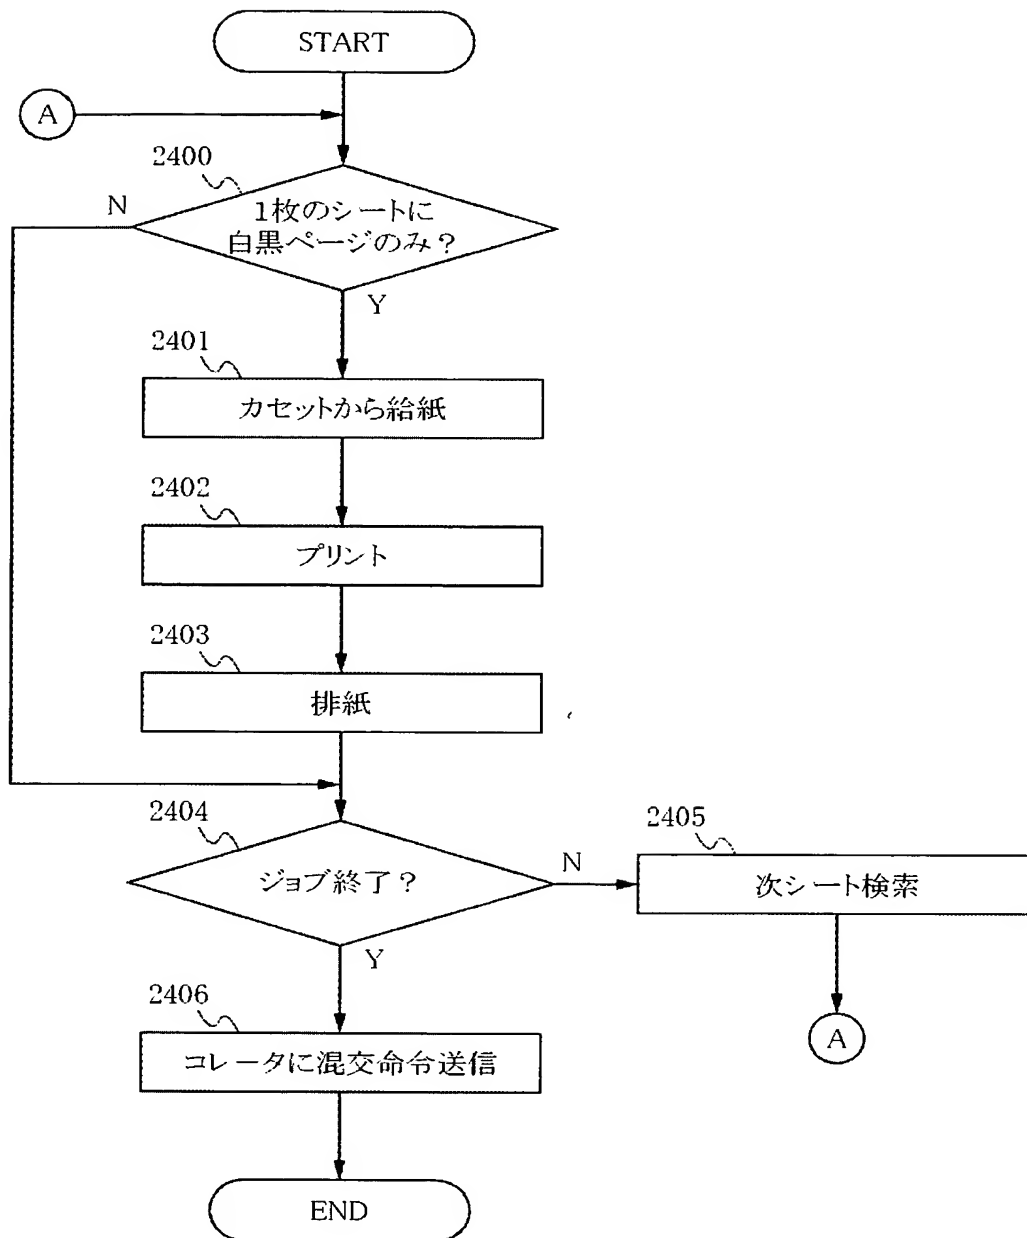 START
A
2400
N
1枚のシートに
白黒ページのみ？
Y
2401
カセットから給紙
2402
プリント
2403
排紙
2404
ジョブ終了？
N
2405
次シート検索
Y
A
2406
コレータに混交命令送信
END